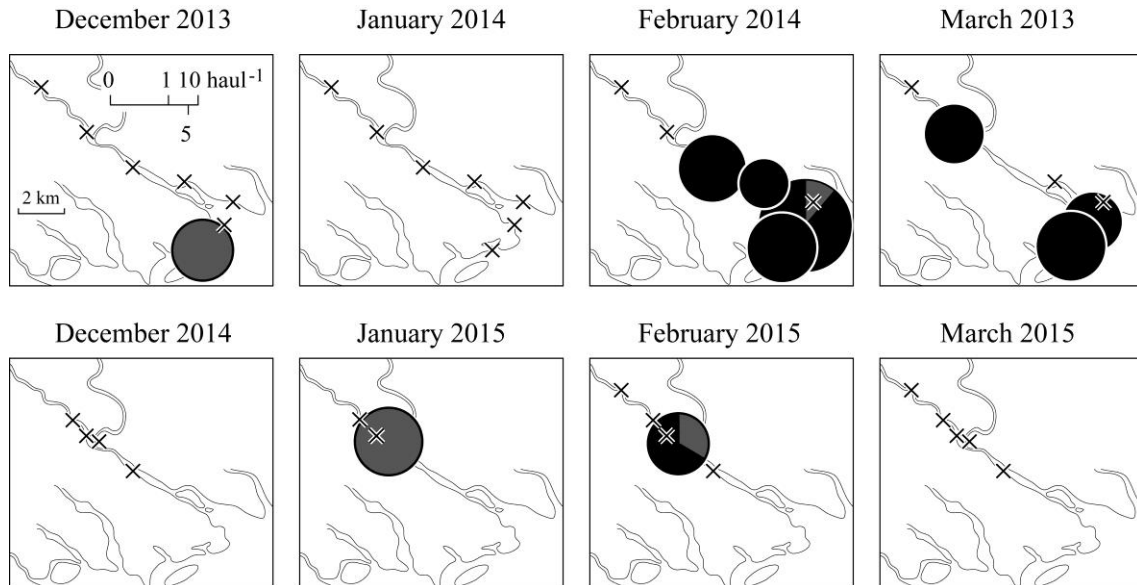 December 2013
January 2014
February 2014
March 2013
0 1 10 haul-1
5
2 km
December 2014
January 2015
February 2015
March 2015